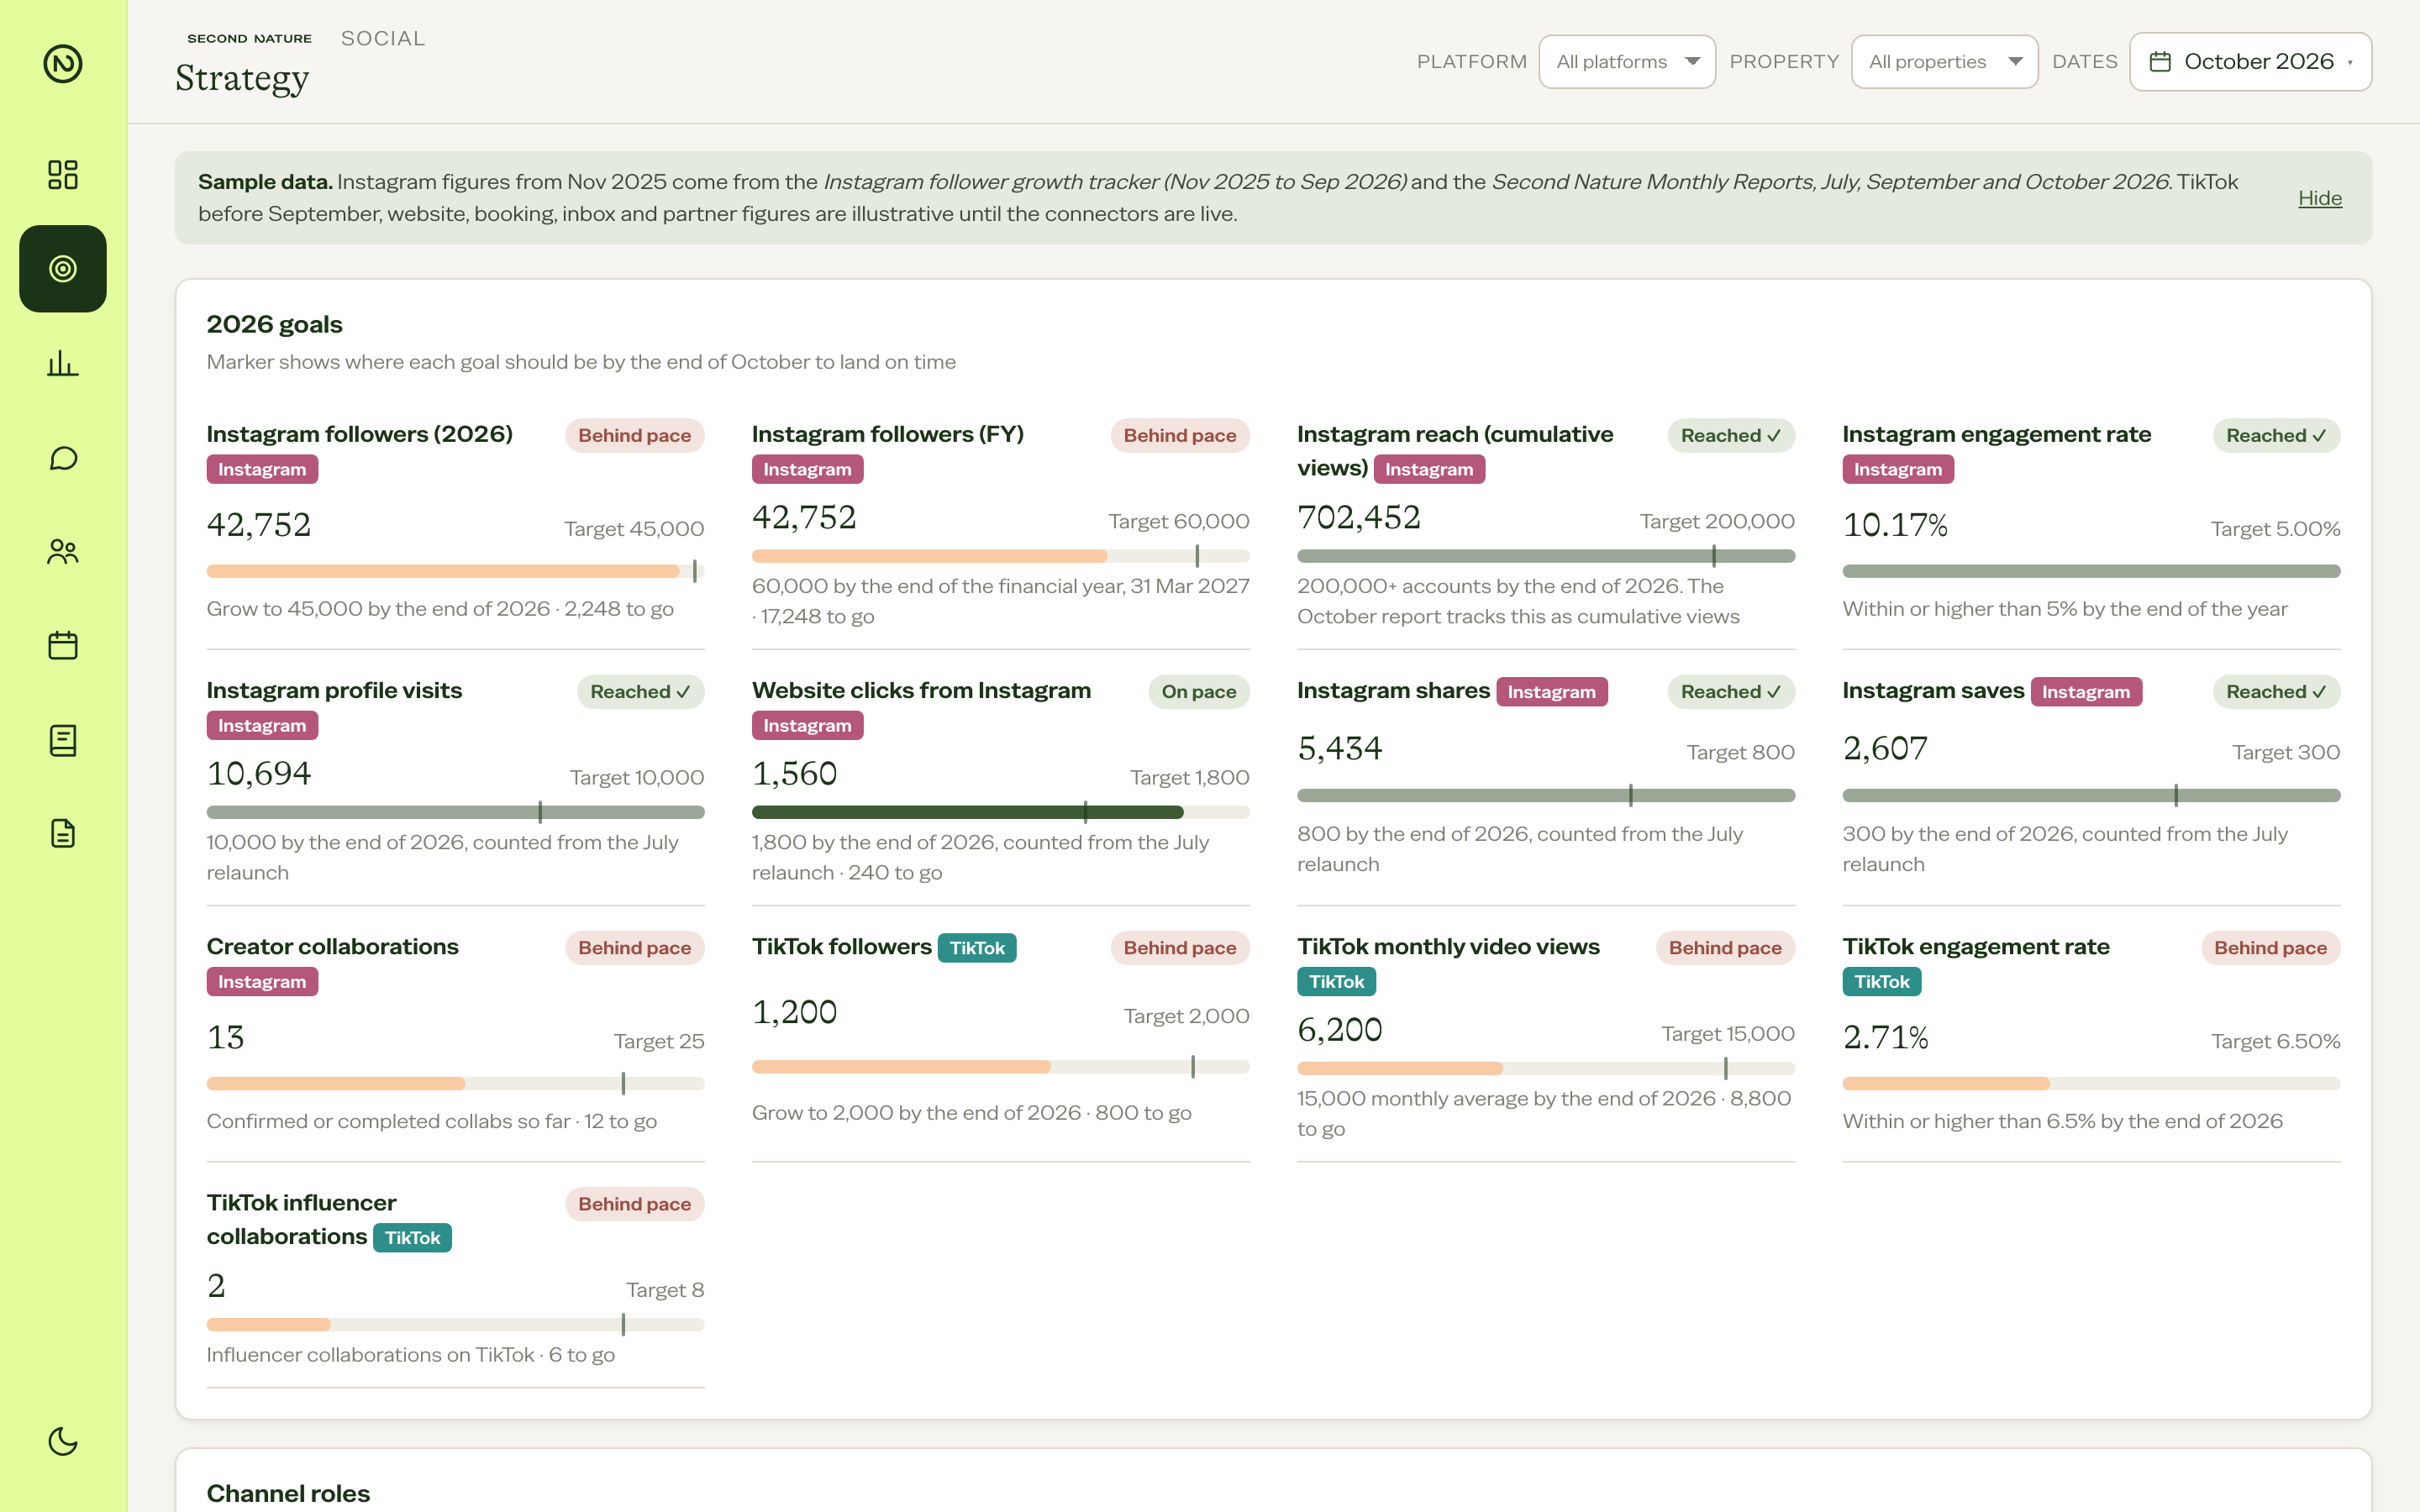 SECOND NATURE SOCIAL
Strategy
PLATFORM All platforms PROPERTY All properties DATES October 2026
Sample data. Instagram figures from Nov 2025 come from the Instagram follower growth tracker (Nov 2025 to Sep 2026) and the Second Nature Monthly Reports, July, September and October 2026. TikTok
before September, website, booking, inbox and partner figures are illustrative until the connectors are live.
Hide
2026 goals
Marker shows where each goal should be by the end of October to land on time
Instagram followers (2026) Behind pace
Instagram
42,752 Target 45,000
Grow to 45,000 by the end of 2026 · 2,248 to go
Instagram followers (FY) Behind pace
Instagram
42,752 Target 60,000
60,000 by the end of the financial year, 31 Mar 2027
· 17,248 to go
Instagram reach (cumulative Reached ✓
views) Instagram
702,452 Target 200,000
200,000+ accounts by the end of 2026. The
October report tracks this as cumulative views
Instagram engagement rate Reached ✓
Instagram
10.17% Target 5.00%
Within or higher than 5% by the end of the year
Instagram profile visits Reached ✓
Instagram
10,694 Target 10,000
10,000 by the end of 2026, counted from the July
relaunch
Website clicks from Instagram On pace
Instagram
1,560 Target 1,800
1,800 by the end of 2026, counted from the July
relaunch · 240 to go
Instagram shares Instagram Reached ✓
5,434 Target 800
800 by the end of 2026, counted from the July
relaunch
Instagram saves Instagram Reached ✓
2,607 Target 300
300 by the end of 2026, counted from the July
relaunch
Creator collaborations Behind pace
Instagram
13 Target 25
Confirmed or completed collabs so far · 12 to go
TikTok followers TikTok Behind pace
1,200 Target 2,000
Grow to 2,000 by the end of 2026 · 800 to go
TikTok monthly video views Behind pace
TikTok
6,200 Target 15,000
15,000 monthly average by the end of 2026 · 8,800
to go
TikTok engagement rate Behind pace
TikTok
2.71% Target 6.50%
Within or higher than 6.5% by the end of 2026
TikTok influencer Behind pace
collaborations TikTok
2 Target 8
Influencer collaborations on TikTok · 6 to go
Channel roles